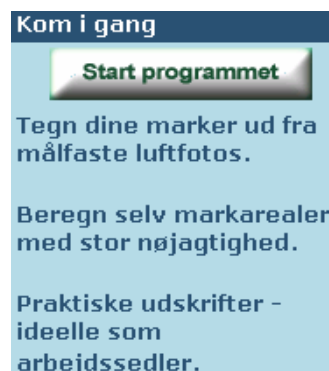 Kom i gang
Start programmet
Tegn dine marker ud fra
målfaste luftfotos.
Beregn selv markarealer
med stor nøjagtighed.
Praktiske udskrifter -
ideelle som
arbejdssedler.